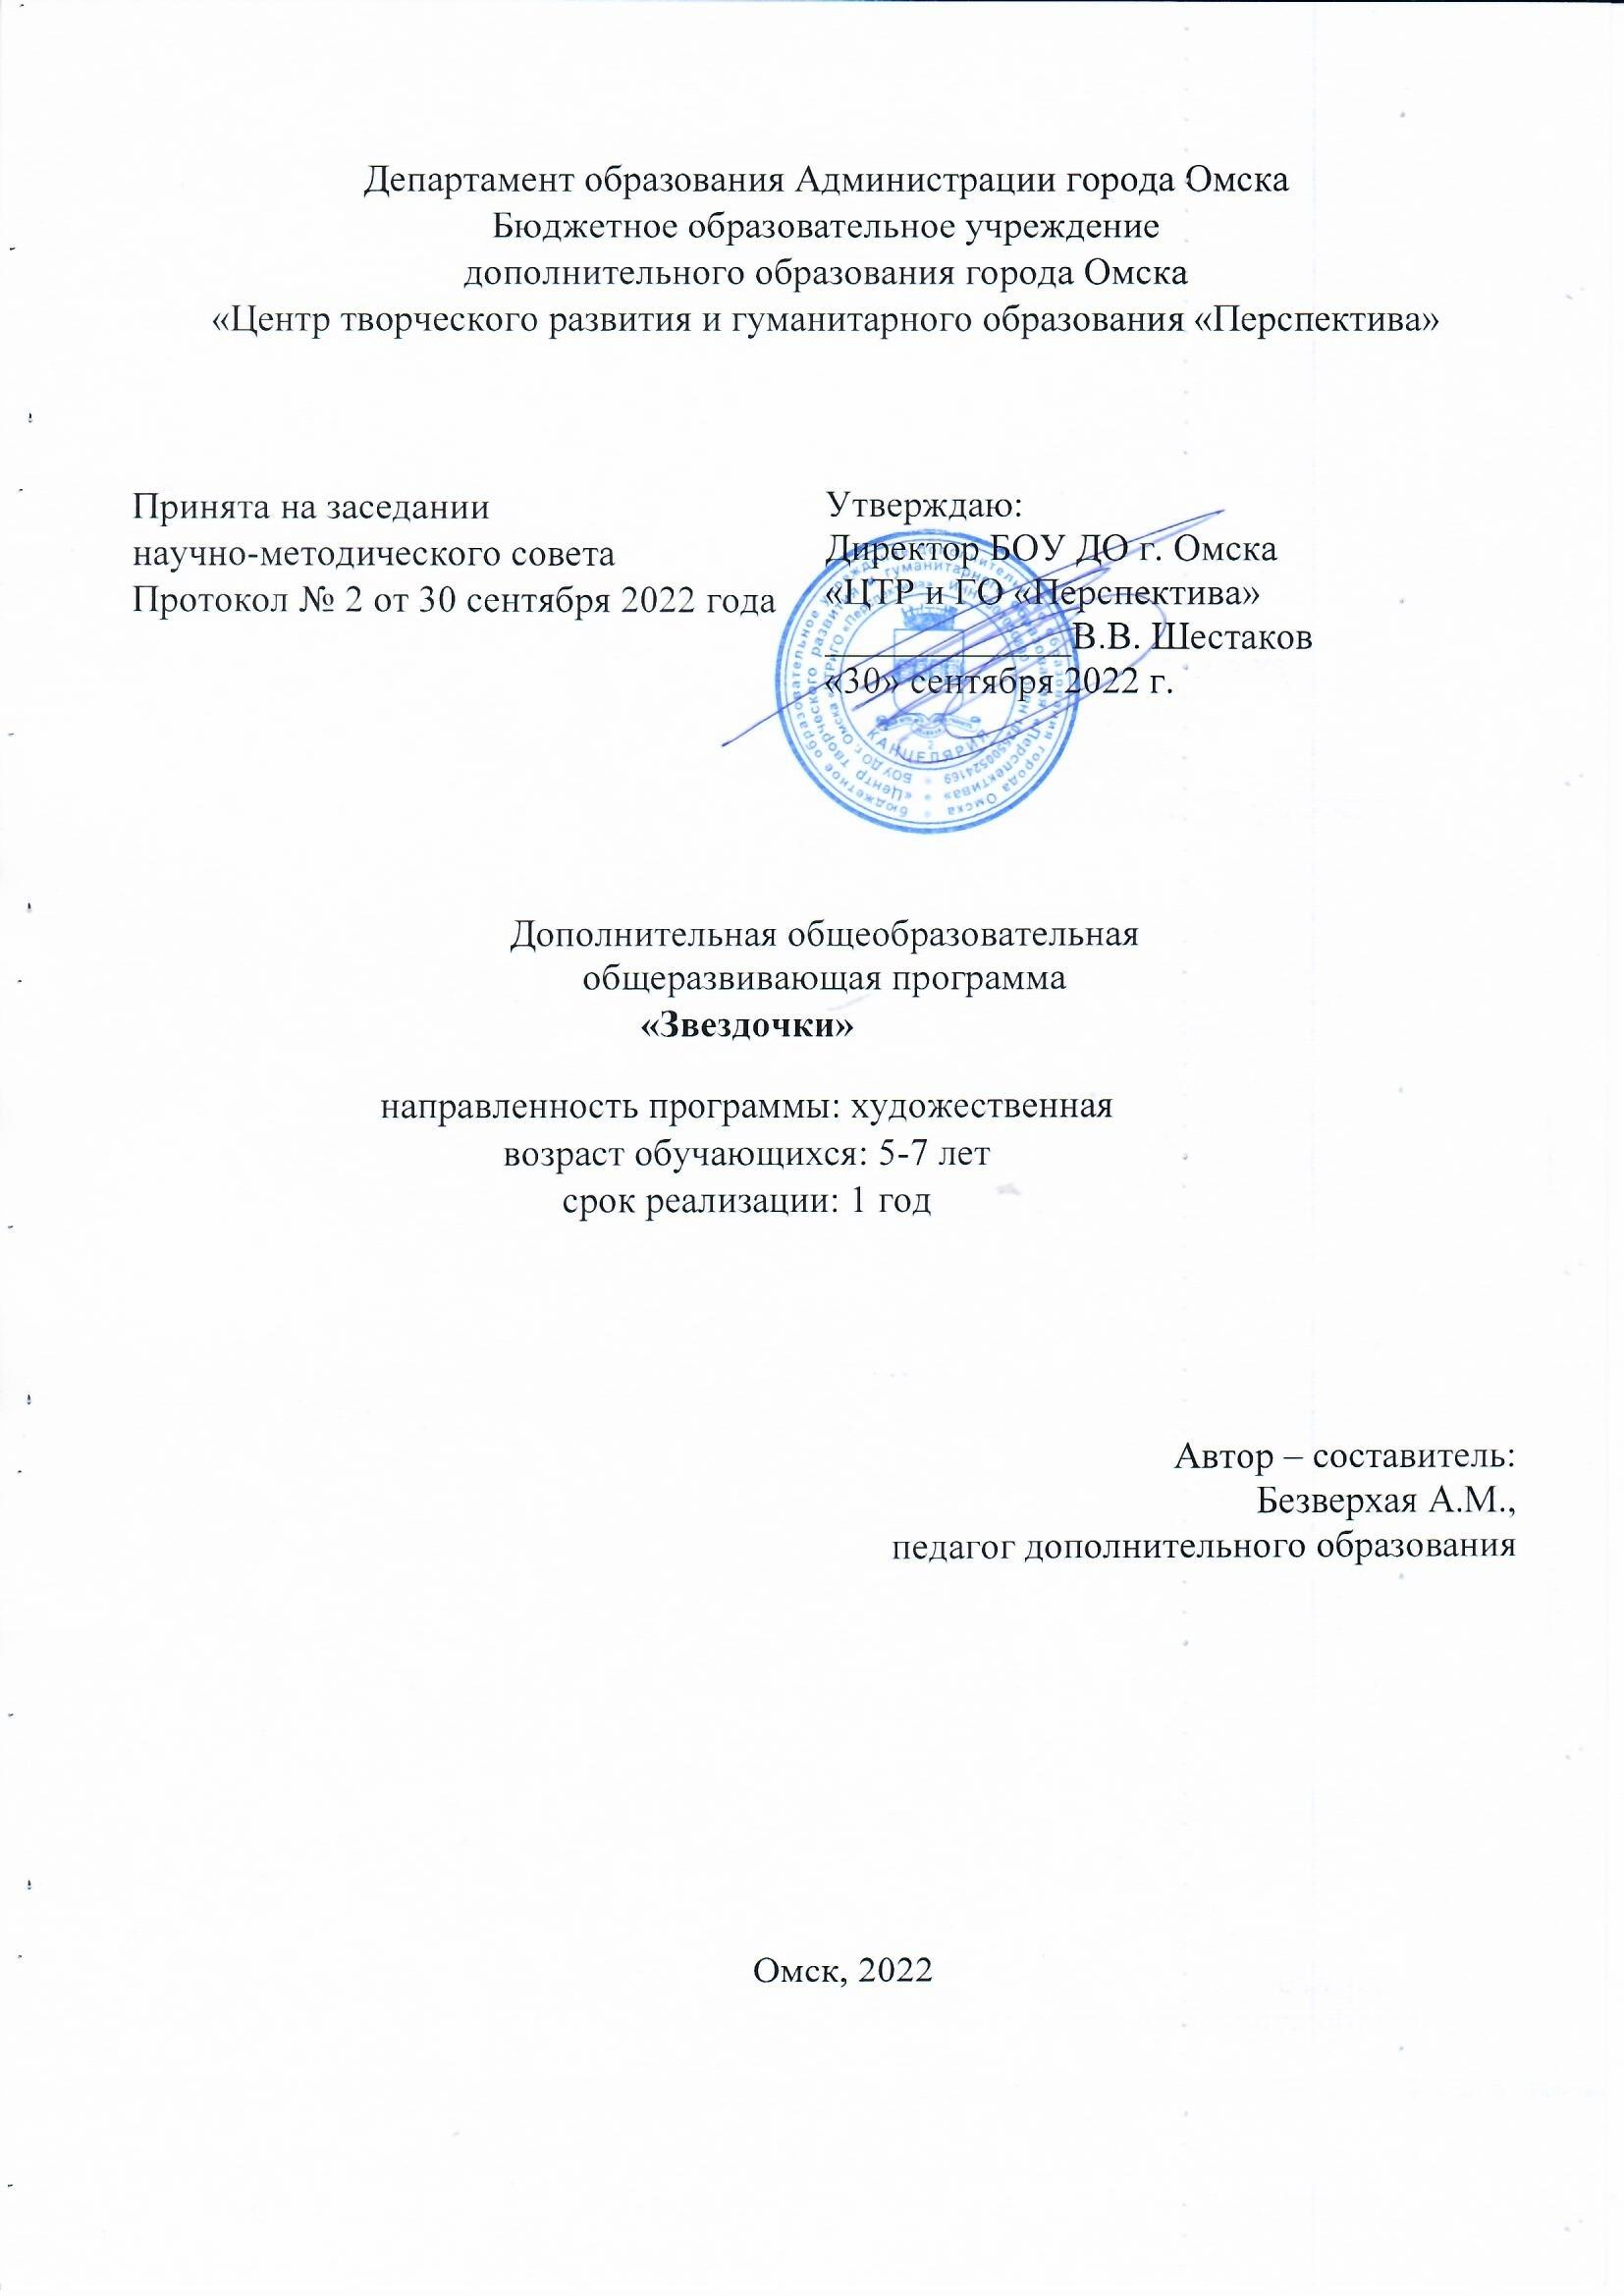 Департамент образования Администрации города Омска
Бюджетное образовательное учреждение
дополнительного образования города Омска
«Центр творческого развития и гуманитарного образования «Перспектива»
Принята на заседании
научно-методического совета
Протокол № 2 от 30 сентября 2022 года
Утверждаю:
Директор БОУ ДО г. Омска
«ЦТР и ГО «Перспектива»
_____________В.В. Шестаков
«30» сентября 2022 г.
КАНЦЕЛЯРИЯ
2
Дополнительная общеобразовательная
общеразвивающая программа
«Звездочки»
направленность программы: художественная
возраст обучающихся: 5-7 лет
срок реализации: 1 год
Автор – составитель:
Безверхая А.М.,
педагог дополнительного образования
Омск, 2022